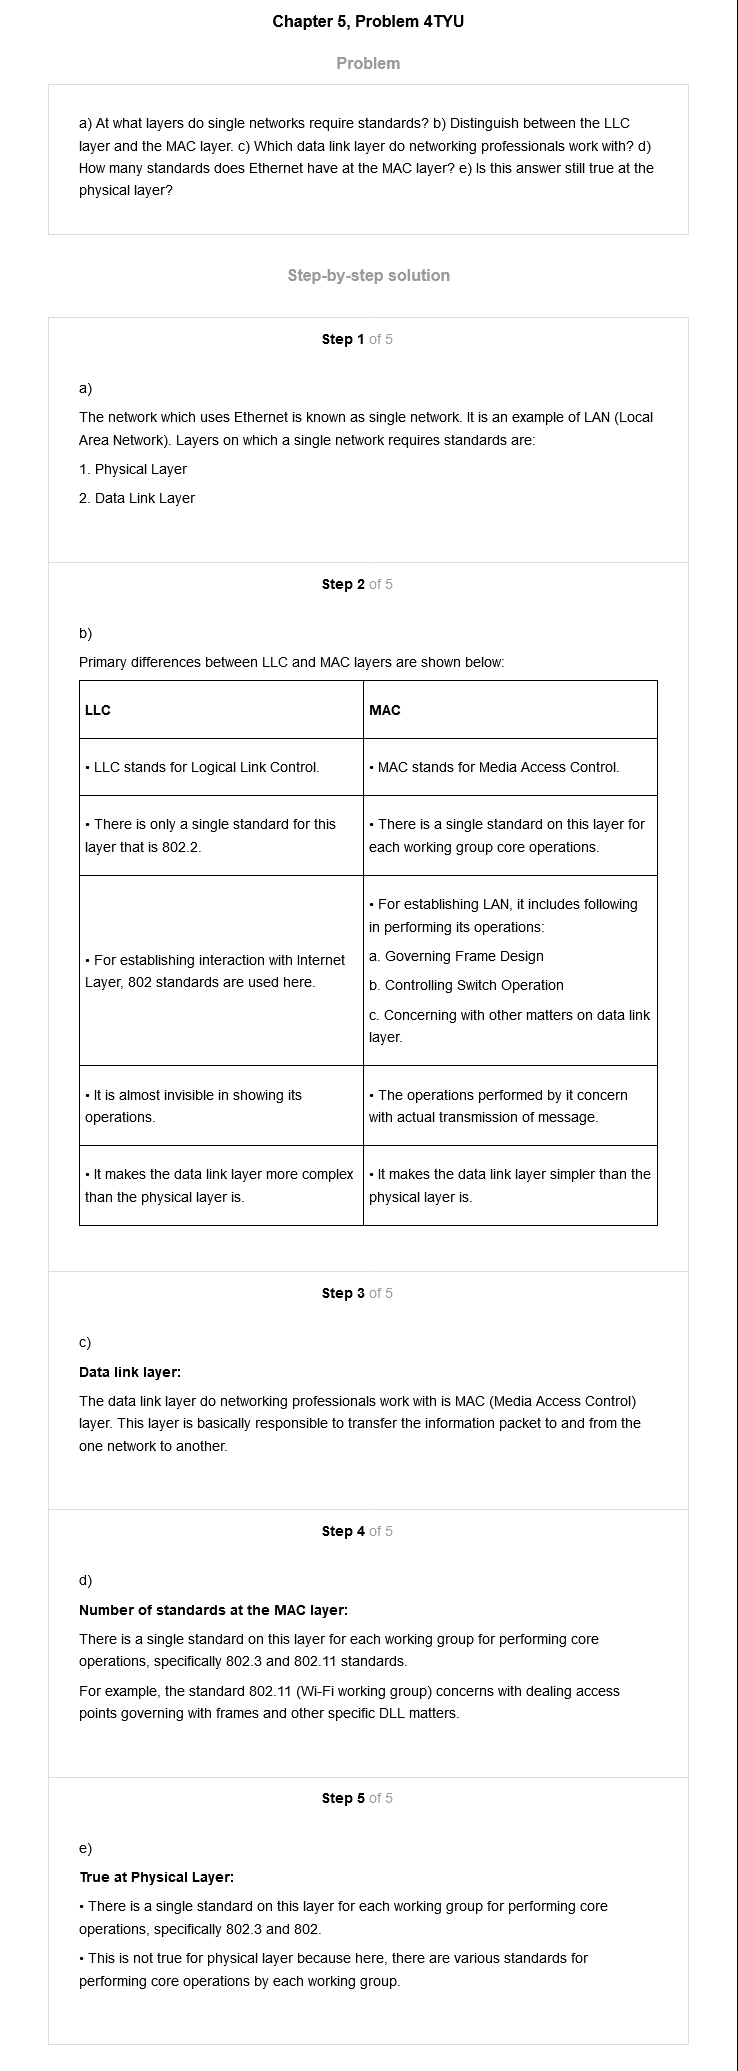 Chapter 5, Problem 4TYU
Problem
a) At what layers do single networks require standards? b) Distinguish between the LLC
layer and the MAC layer. c) Which data link layer do networking professionals work with? d)
How many standards does Ethernet have at the MAC layer? e) Is this answer still true at the
physical layer?
Step-by-step solution
Step 1 of 5
a)
The network which uses Ethernet is known as single network. It is an example of LAN (Local
Area Network). Layers on which a single network requires standards are:
1. Physical Layer
2. Data Link Layer
Step 2 of 5
b)
Primary differences between LLC and MAC layers are shown below:
LLC
MAC
• LLC stands for Logical Link Control.
• MAC stands for Media Access Control.
• There is only a single standard for this
layer that is 802.2.
• There is a single standard on this layer for
each working group core operations.
• For establishing interaction with Internet
Layer, 802 standards are used here.
• For establishing LAN, it includes following
in performing its operations:
a. Governing Frame Design
b. Controlling Switch Operation
c. Concerning with other matters on data link
layer.
• It is almost invisible in showing its
operations.
• The operations performed by it concern
with actual transmission of message.
• It makes the data link layer more complex
than the physical layer is.
• It makes the data link layer simpler than the
physical layer is.
Step 3 of 5
c)
Data link layer:
The data link layer do networking professionals work with is MAC (Media Access Control)
layer. This layer is basically responsible to transfer the information packet to and from the
one network to another.
Step 4 of 5
d)
Number of standards at the MAC layer:
There is a single standard on this layer for each working group for performing core
operations, specifically 802.3 and 802.11 standards.
For example, the standard 802.11 (Wi-Fi working group) concerns with dealing access
points governing with frames and other specific DLL matters.
Step 5 of 5
e)
True at Physical Layer:
• There is a single standard on this layer for each working group for performing core
operations, specifically 802.3 and 802.
• This is not true for physical layer because here, there are various standards for
performing core operations by each working group.